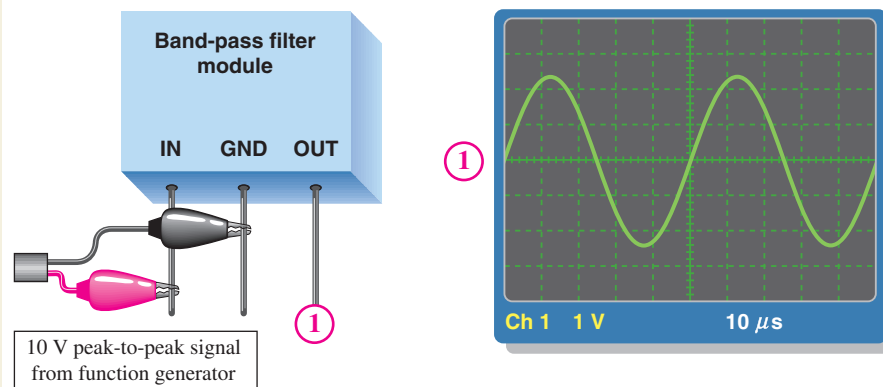 Band-pass filter
module
IN GND OUT
1
10 V peak-to-peak signal
from function generator
1
Ch 1 1 V 10 μs